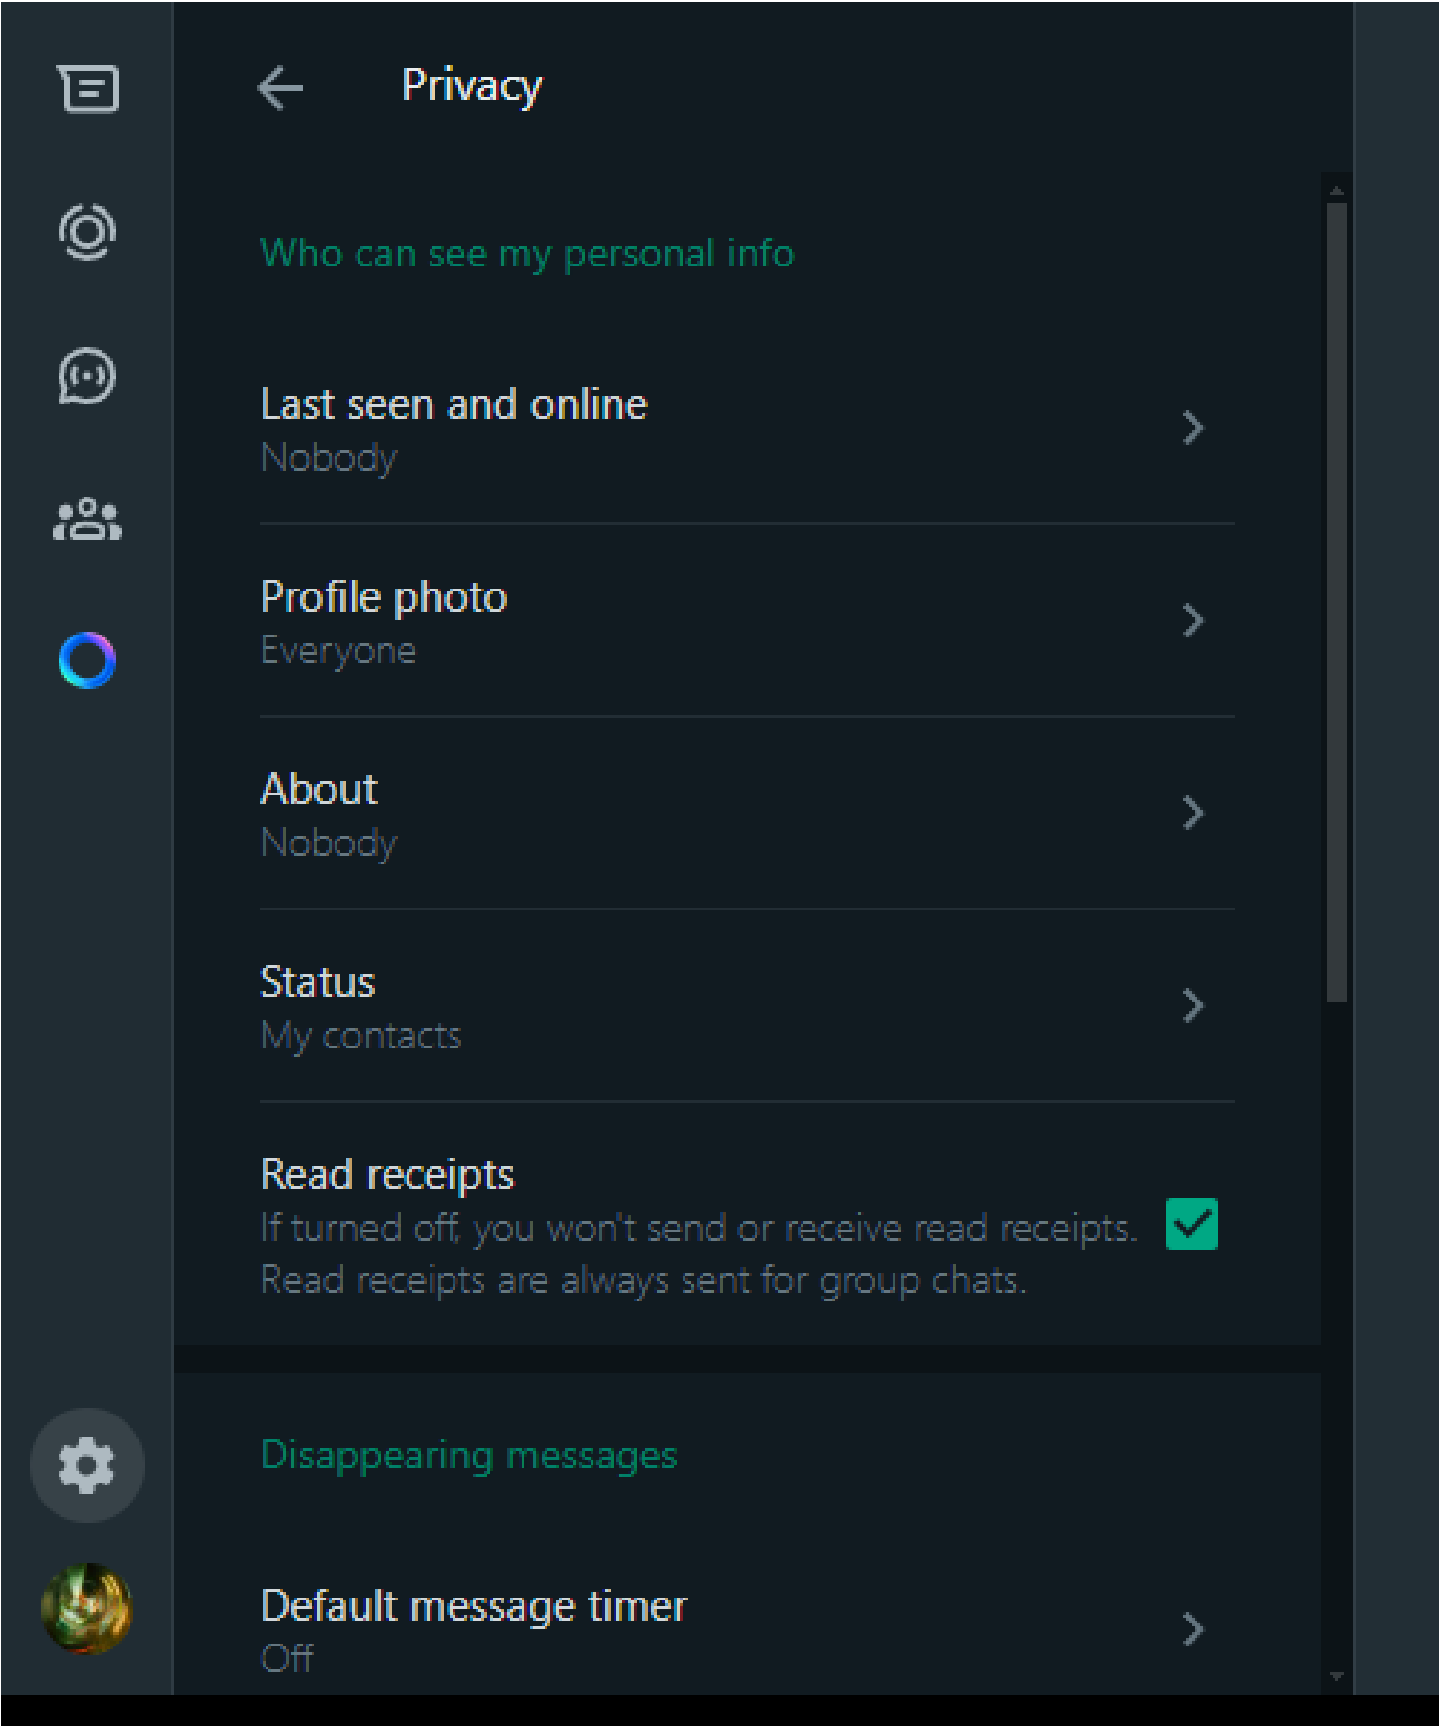 Privacy
Who can see my personal info
Last seen and online
Nobody
Profile photo
Everyone
About
Nobody
Status
My contacts
Read receipts
If turned off, you won't send or receive read receipts.
Read receipts are always sent for group chats.
Disappearing messages
Default message timer
Off